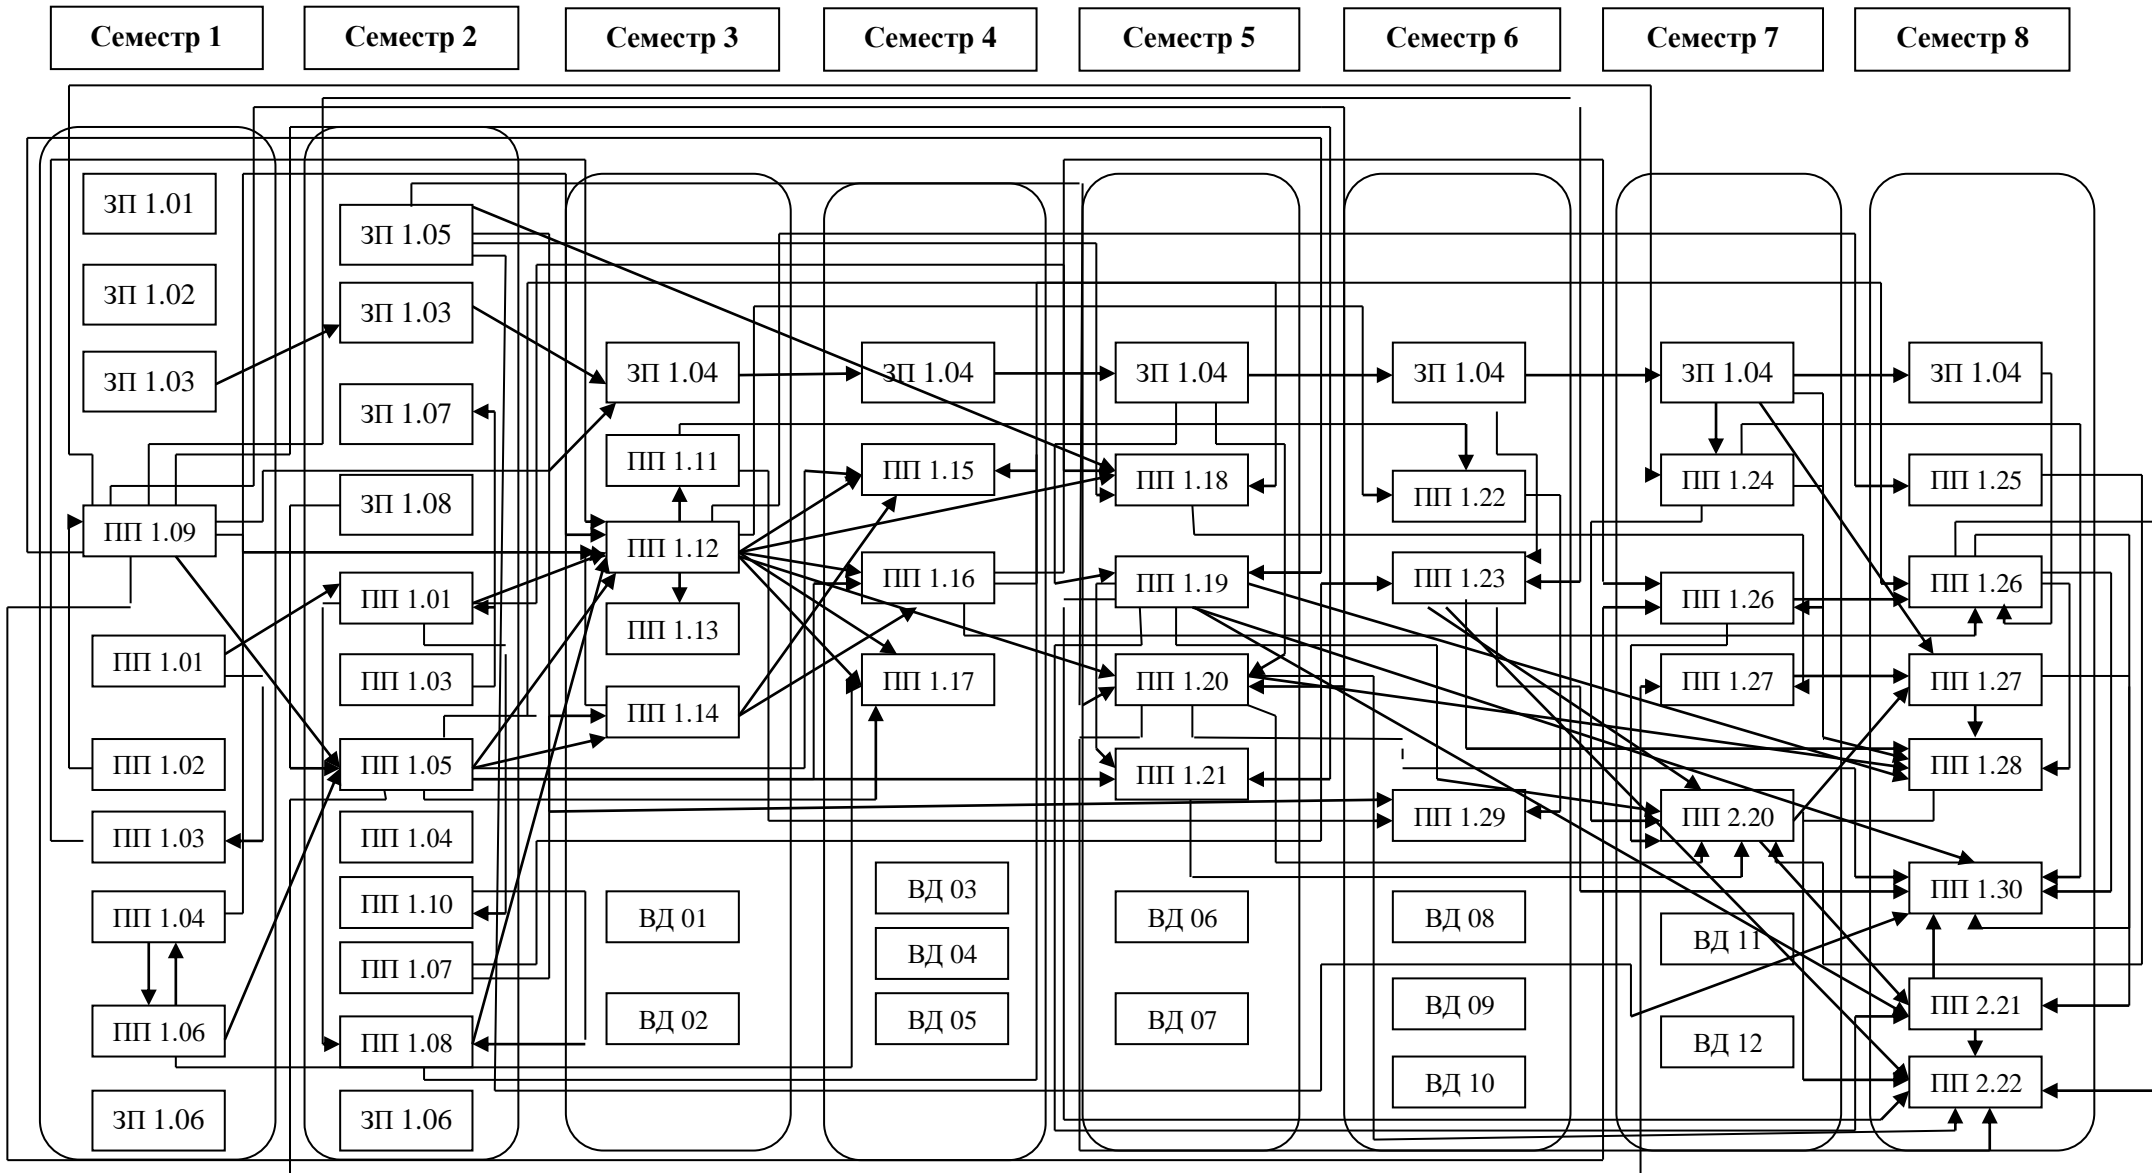 Семестр 1
Семестр 2
Семестр 3
Семестр 4
Семестр 5
Семестр 6
Семестр 7
Семестр 8
ЗП 1.01
ЗП 1.02
ЗП 1.03
ПП 1.09
ПП 1.01
ПП 1.02
ПП 1.03
ПП 1.04
ПП 1.06
ЗП 1.06
ЗП 1.05
ЗП 1.03
ЗП 1.07
ЗП 1.08
ПП 1.01
ПП 1.03
ПП 1.05
ПП 1.04
ПП 1.10
ПП 1.07
ПП 1.08
ЗП 1.06
ЗП 1.04
ПП 1.11
ПП 1.12
ПП 1.13
ПП 1.14
ВД 01
ВД 02
ЗП 1.04
ПП 1.15
ПП 1.16
ПП 1.17
ВД 03
ВД 04
ВД 05
ЗП 1.04
ПП 1.18
ПП 1.19
ПП 1.20
ПП 1.21
ВД 06
ВД 07
ЗП 1.04
ПП 1.22
ПП 1.23
ПП 1.29
ВД 08
ВД 09
ВД 10
ЗП 1.04
ПП 1.24
ПП 1.26
ПП 1.27
ПП 2.20
ВД 11
ВД 12
ЗП 1.04
ПП 1.25
ПП 1.26
ПП 1.27
ПП 1.28
ПП 1.30
ПП 2.21
ПП 2.22